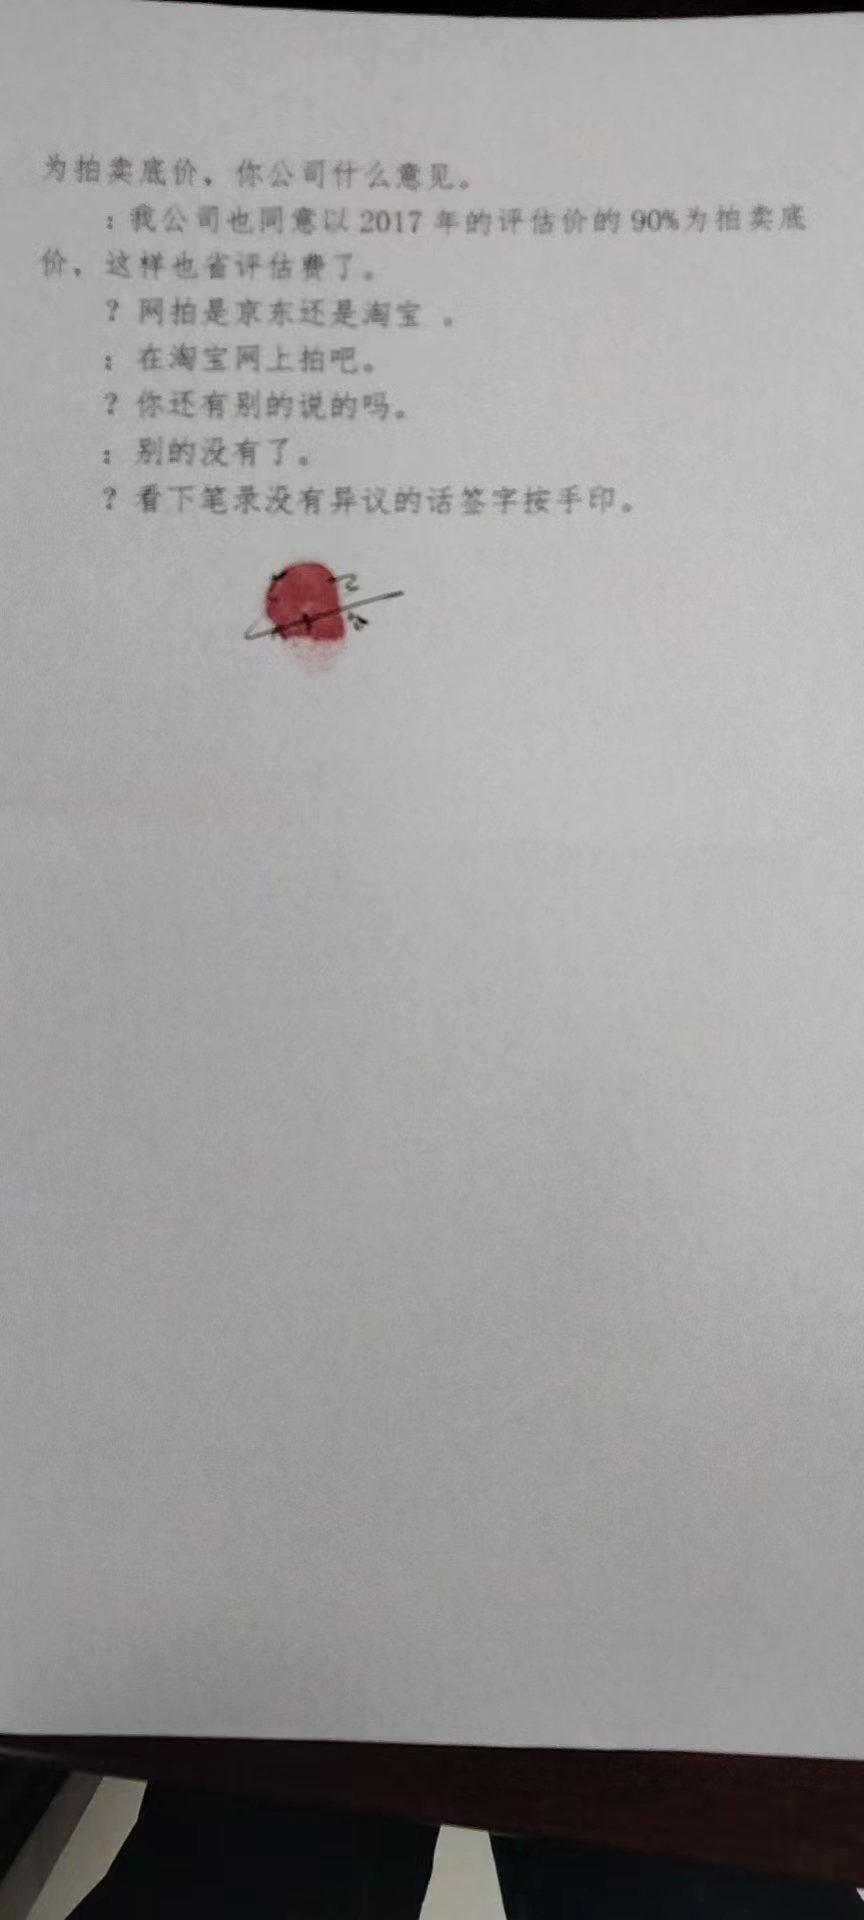 为拍卖底价，你公司什么意见。
：我公司也同意以 2017 年的评估价的 90%为拍卖底
价，这样也省评估费了。
？网拍是京东还是淘宝 。
：在淘宝网上拍吧。
？你还有别的说的吗。
：别的没有了。
？看下笔录没有异议的话签字按手印。